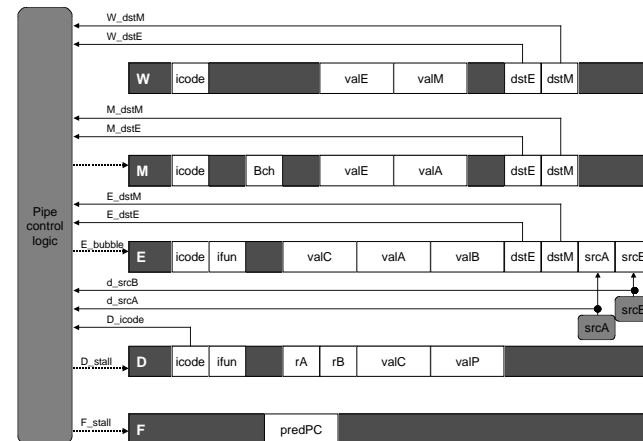 W_dstM
W_dstE
W icode valE valM dstE dstM
M_dstM
M_dstE
M icode Bch valE valA dstE dstM
Pipe
control
logic
E_dstM
E_dstE
E_bubble
E icode ifun valC valA valB dstE dstM srcA srcB
d_srcB
d_srcA
srcB
srcA
D_icode
D_stall
D icode ifun rA rB valC valP
F_stall
F predPC